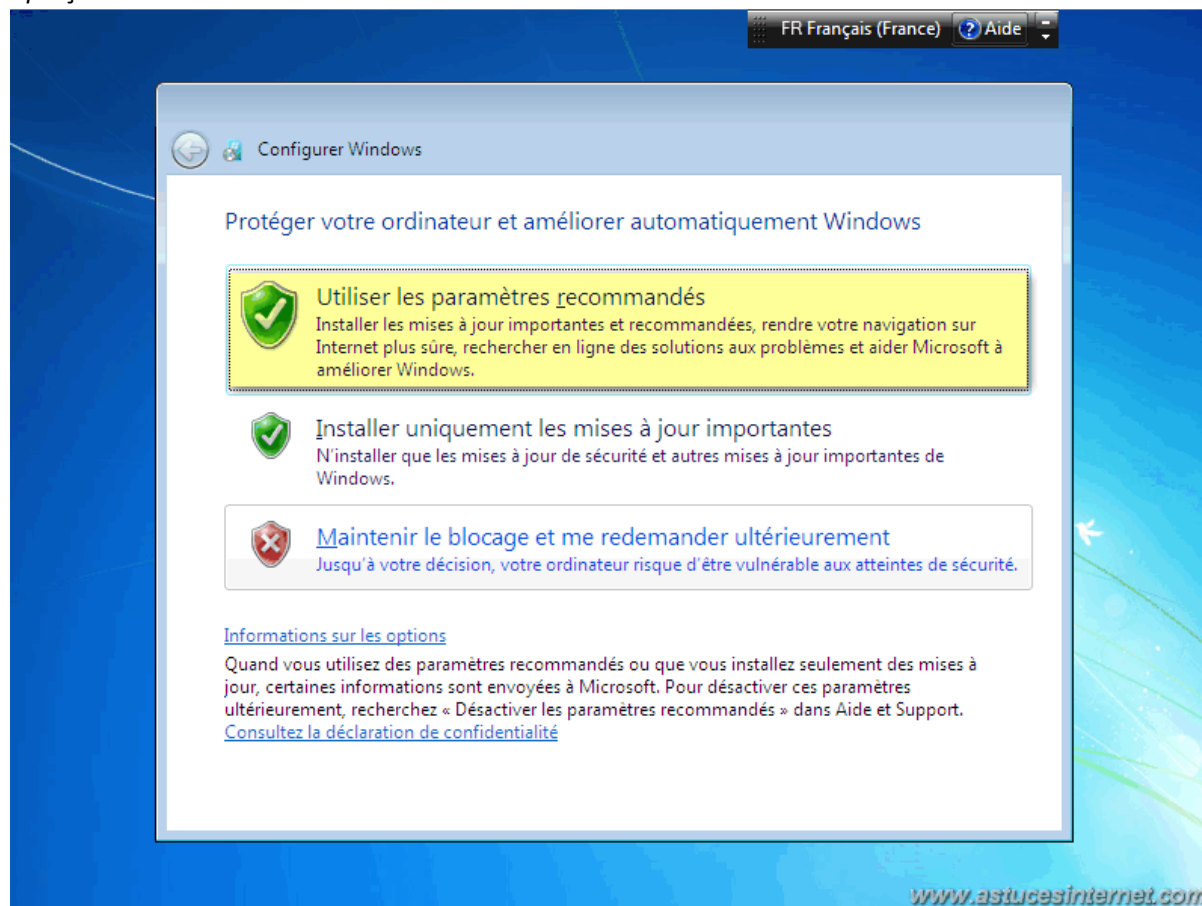 FR Français (France) Aide
Configurer Windows
Protéger votre ordinateur et améliorer automatiquement Windows
Utiliser les paramètres recommandés
Installer les mises à jour importantes et recommandées, rendre votre navigation sur
Internet plus sûre, rechercher en ligne des solutions aux problèmes et aider Microsoft à
améliorer Windows.
Installer uniquement les mises à jour importantes
N'installer que les mises à jour de sécurité et autres mises à jour importantes de
Windows.
Maintenir le blocage et me redemander ultérieurement
Jusqu'à votre décision, votre ordinateur risque d'être vulnérable aux atteintes de sécurité.
Informations sur les options
Quand vous utilisez des paramètres recommandés ou que vous installez seulement des mises à
jour, certaines informations sont envoyées à Microsoft. Pour désactiver ces paramètres
ultérieurement, recherchez « Désactiver les paramètres recommandés » dans Aide et Support.
Consultez la déclaration de confidentialité
www.astucesinternet.com